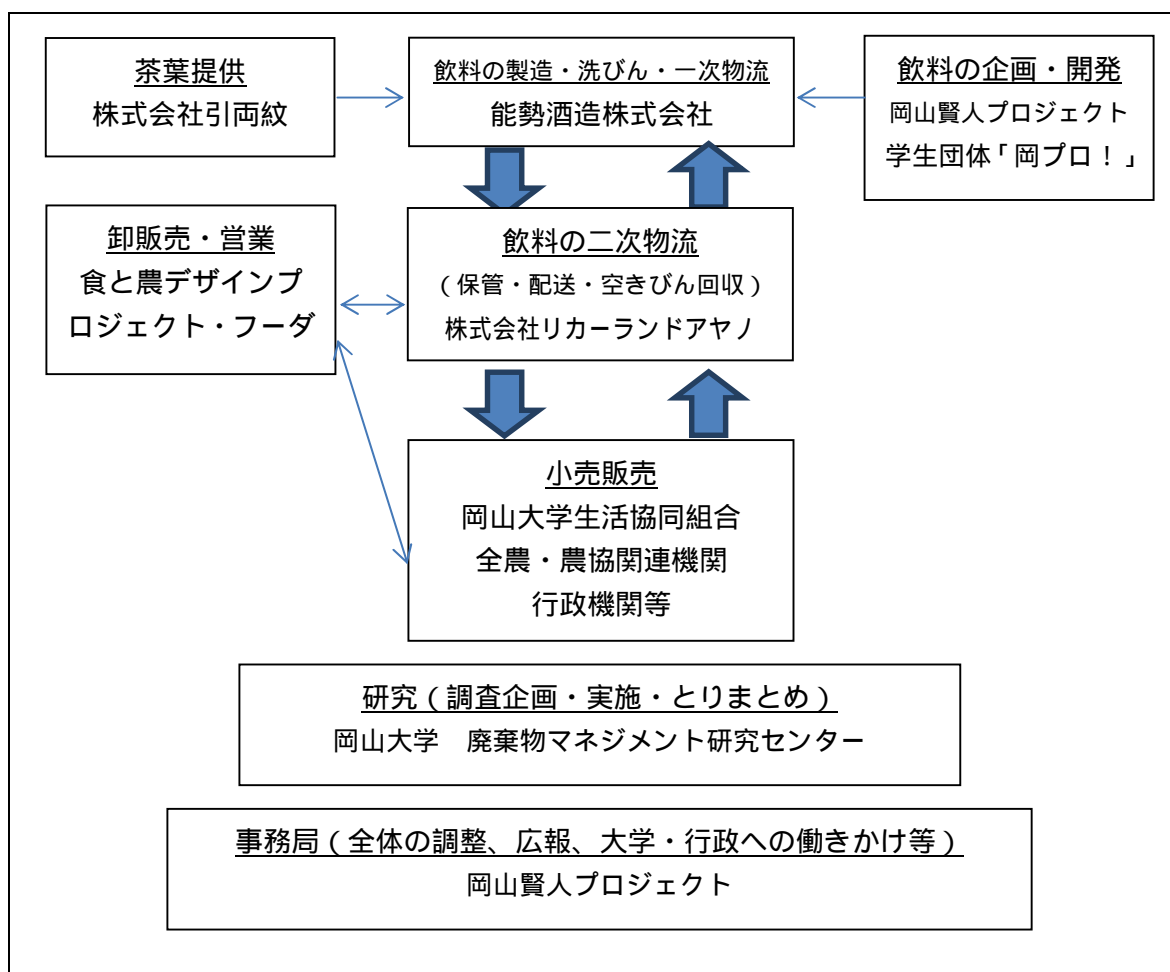 茶葉提供
株式会社引両紋
飲料の製造・洗びん・一次物流
能勢酒造株式会社
飲料の企画・開発
岡山賢人プロジェクト
学生団体「岡プロ！」
卸販売・営業
食と農デザインプ
ロジェクト・フーダ
飲料の二次物流
（保管・配送・空きびん回収）
株式会社リカーランドアヤノ
小売販売
岡山大学生活協同組合
全農・農協関連機関
行政機関等
研究（調査企画・実施・とりまとめ）
岡山大学　廃棄物マネジメント研究センター
事務局（全体の調整、広報、大学・行政への働きかけ等）
岡山賢人プロジェクト